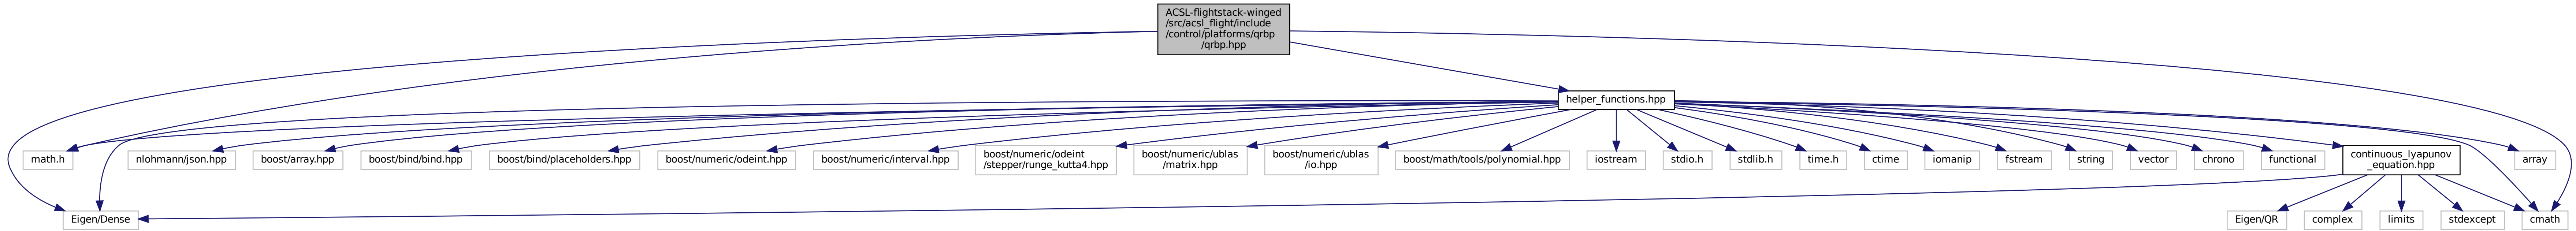 ACSL-flightstack-winged
/src/acsl_flight/include
/control/platforms/qrbp
/qrbp.hpp
helper_functions.hpp
math.h
nlohmann/json.hpp
boost/array.hpp
boost/bind/bind.hpp
boost/bind/placeholders.hpp
boost/numeric/odeint.hpp
boost/numeric/interval.hpp
boost/numeric/odeint
/stepper/runge_kutta4.hpp
boost/numeric/ublas
/matrix.hpp
boost/numeric/ublas
/io.hpp
boost/math/tools/polynomial.hpp
iostream
stdio.h
stdlib.h
time.h
ctime
iomanip
fstream
string
vector
chrono
functional
continuous_lyapunov
_equation.hpp
array
Eigen/Dense
Eigen/QR
complex
limits
stdexcept
cmath